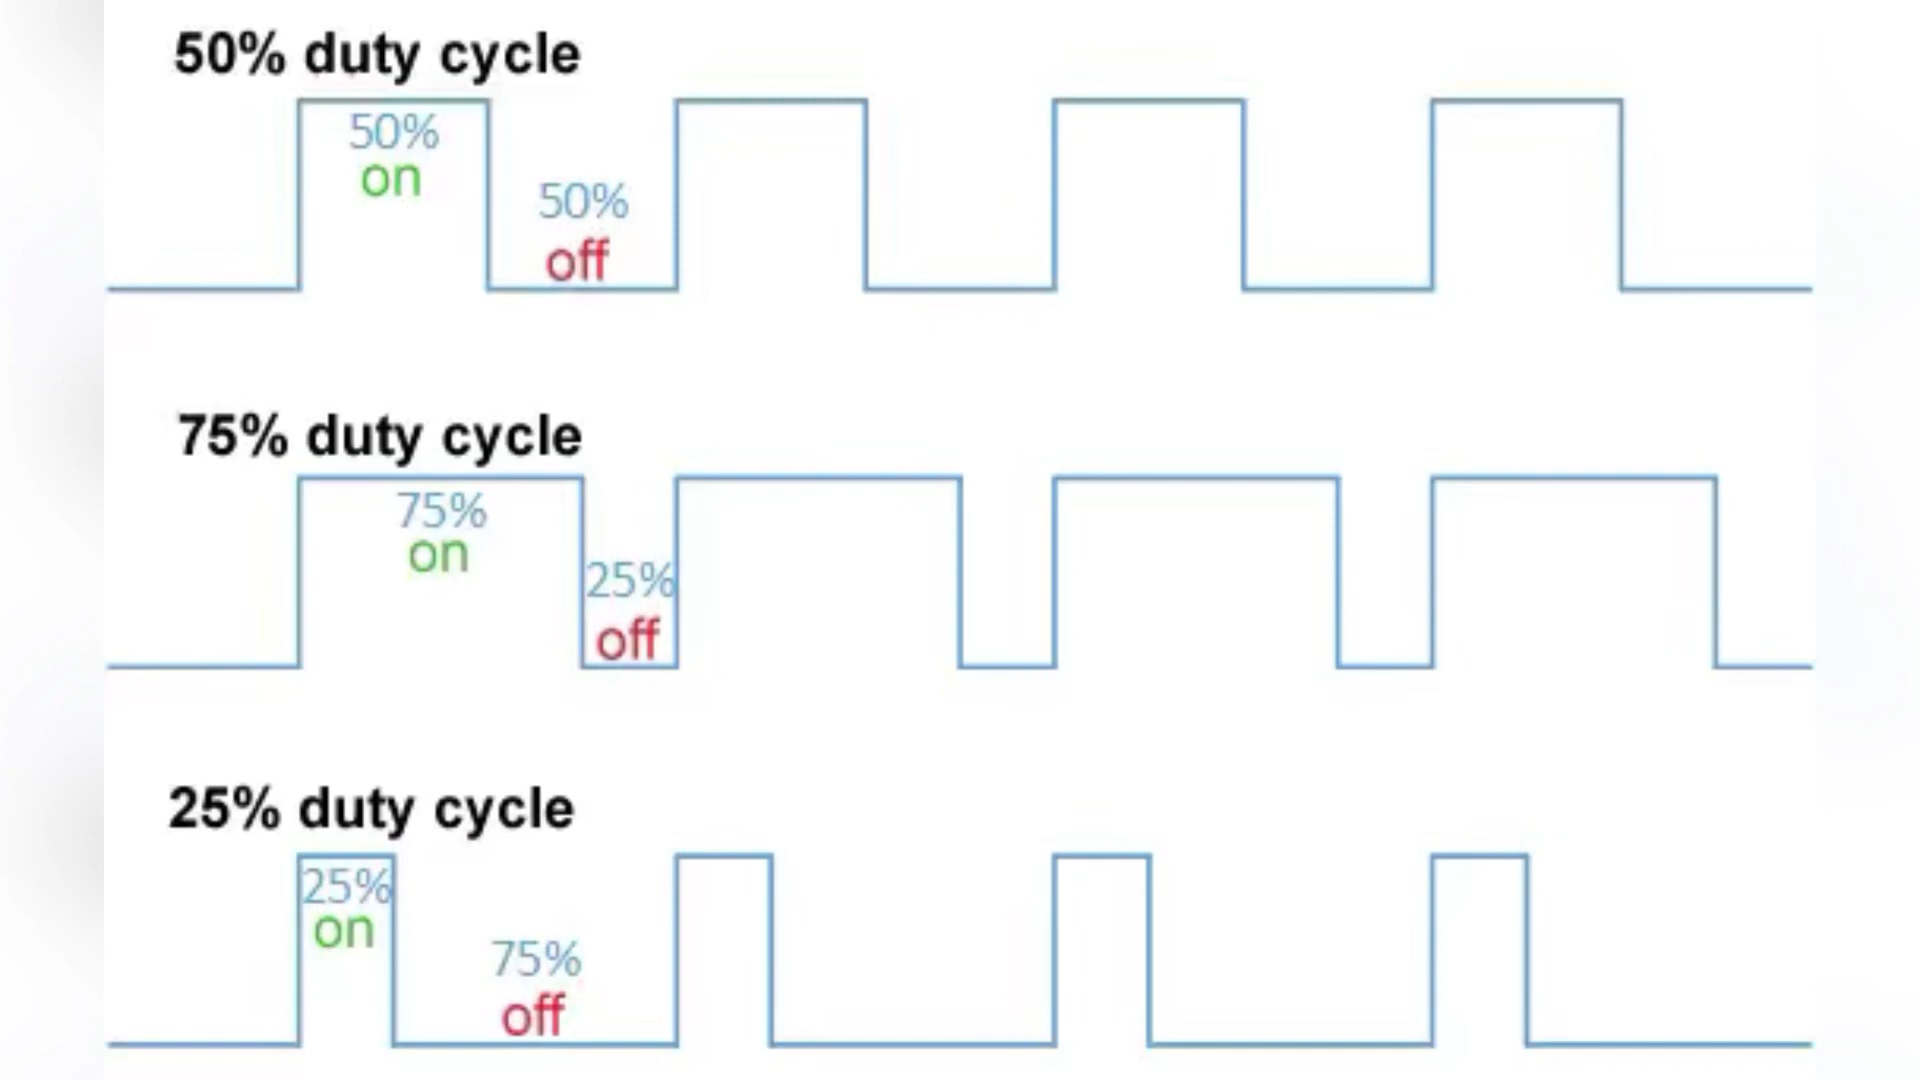 50% duty cycle
50%
on
50%
off
75% duty cycle
75%
on
25%
off
25% duty cycle
25%
on
75%
off